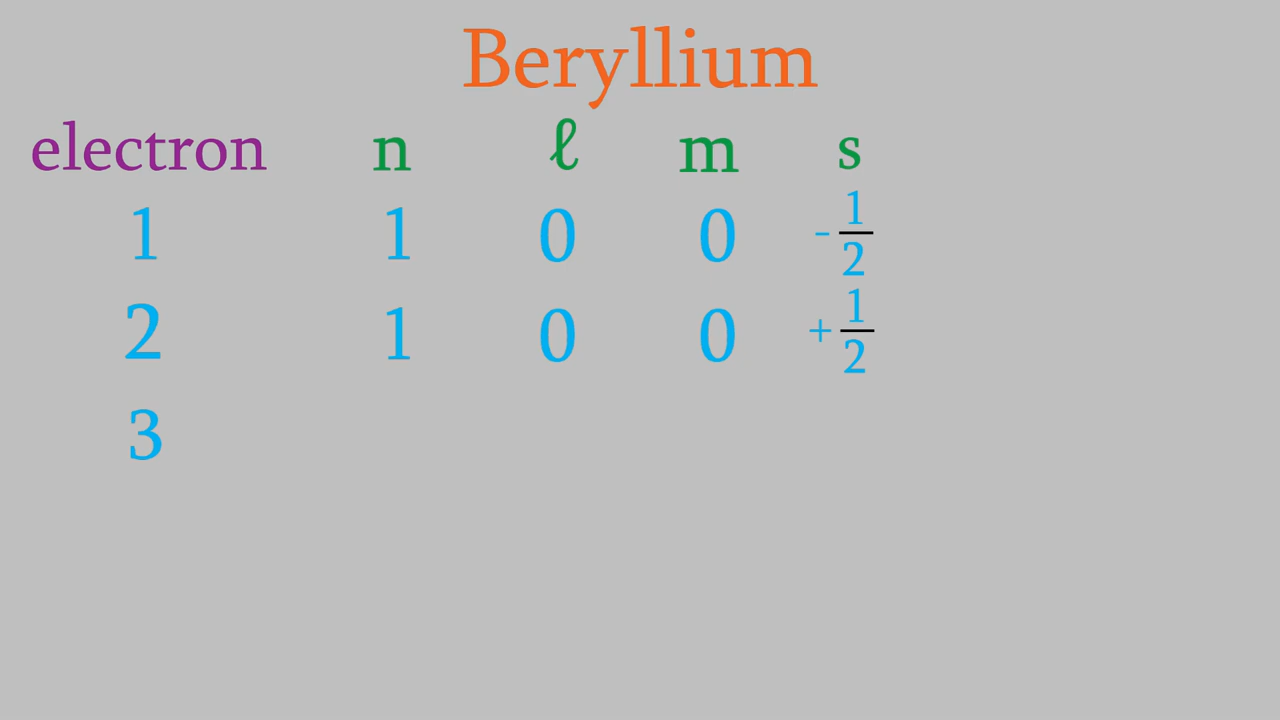 Beryllium
electron n ℓ m s
1 1 0 0 -1/2
2 1 0 0 +1/2
3